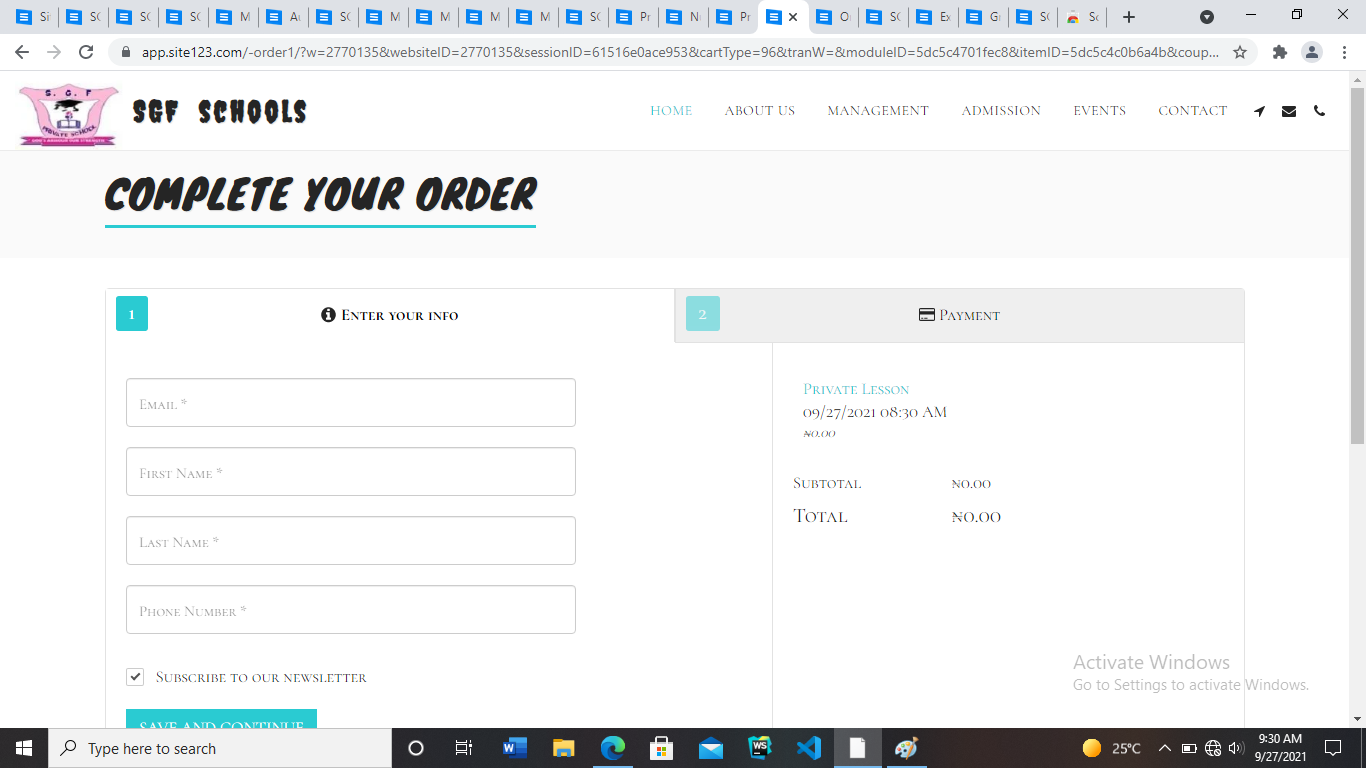 Si
SC
SC
SC
M
Au
SC
M
M
M
M
SC
Pr
N
Pr
O
SC
Ex
G
SC
Sc
app.site123.com/-order1/?w=2770135&websiteID=2770135&sessionID=61516e0ace953&cartType=96&tranW=&moduleID=5dc5c4701fec8&itemID=5dc5c4c0b6a4b&coup...
S. G. F
PRIVATE SCHOOL
SGF SCHOOLS
HOME ABOUT US MANAGEMENT ADMISSION EVENTS CONTACT
COMPLETE YOUR ORDER
1 Enter your info
2 Payment
Email *
First Name *
Last Name *
Phone Number *
Subscribe to our newsletter
SAVE AND CONTINUE
Private Lesson
09/27/2021 08:30 AM
₦0.00
Subtotal ₦0.00
Total ₦0.00
Activate Windows
Go to Settings to activate Windows.
Type here to search
W
WS
25°C
9:30 AM
9/27/2021